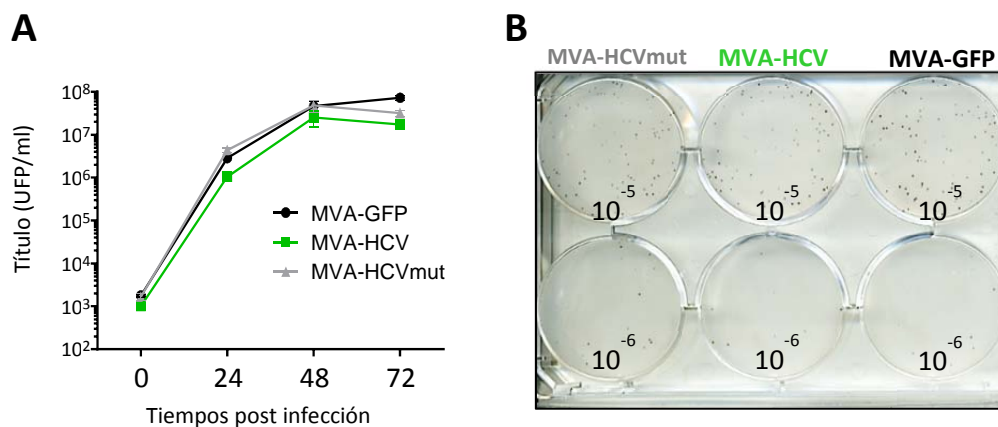 A
Título (UFP/ml)
10⁸
10⁷
10⁶
10⁵
10⁴
10³
10²
0 24 48 72
Tiempos post infección
MVA-GFP
MVA-HCV
MVA-HCVmut
B
MVA-HCVmut MVA-HCV MVA-GFP
10⁻⁵ 10⁻⁵ 10⁻⁵
10⁻⁶ 10⁻⁶ 10⁻⁶